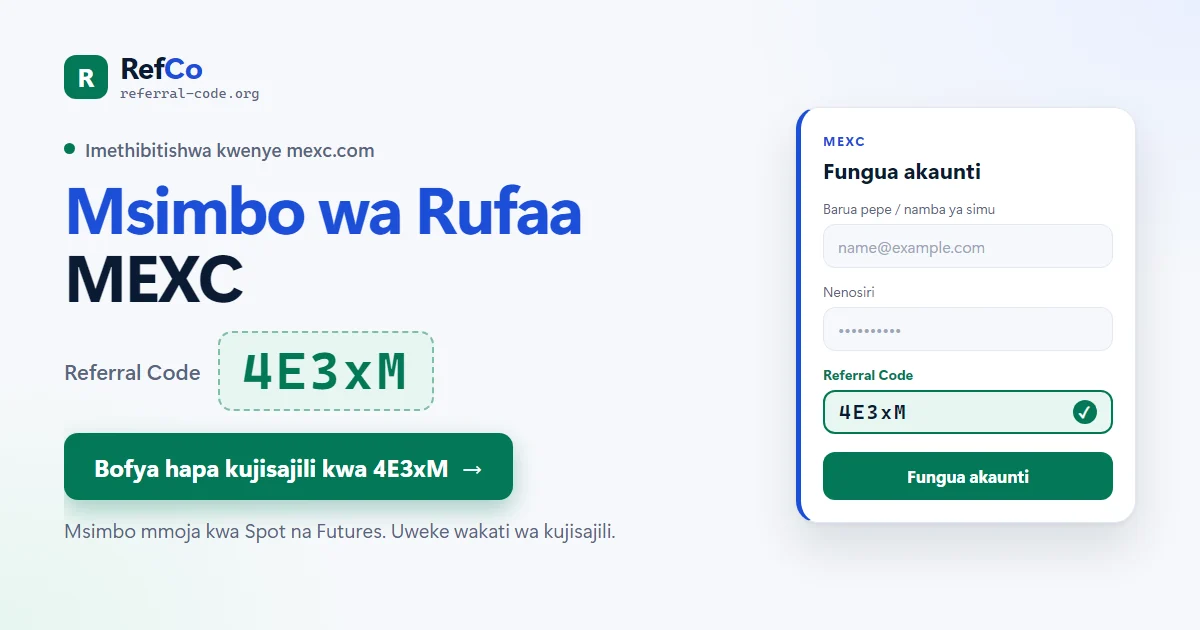 R
RefCo
referral-code.org
Imethibitishwa kwenye mexc.com
Msimbo wa Rufaa
MEXC
Referral Code
4E3xM
Bofya hapa kujisajili kwa 4E3xM →
Msimbo mmoja kwa Spot na Futures. Uweke wakati wa kujisajili.
MEXC
Fungua akaunti
Barua pepe / namba ya simu
name@example.com
Nenosiri
••••••••••
Referral Code
4E3xM
Fungua akaunti